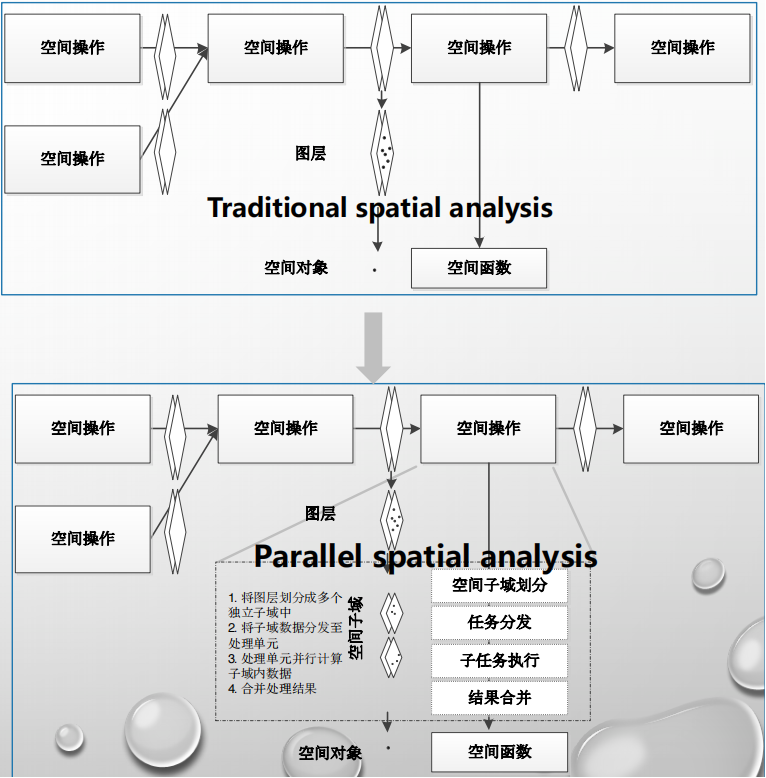 空间操作
空间操作
空间操作
空间操作
空间操作
图层
Traditional spatial analysis
空间对象
空间函数
空间操作
空间操作
空间操作
空间操作
空间操作
图层
Parallel spatial analysis
1. 将图层划分成多个
独立子域中
2. 将子域数据分发至
处理单元
3. 处理单元并行计算
子域内数据
4. 合并处理结果
空间子域
空间子域划分
任务分发
子任务执行
结果合并
空间对象
空间函数